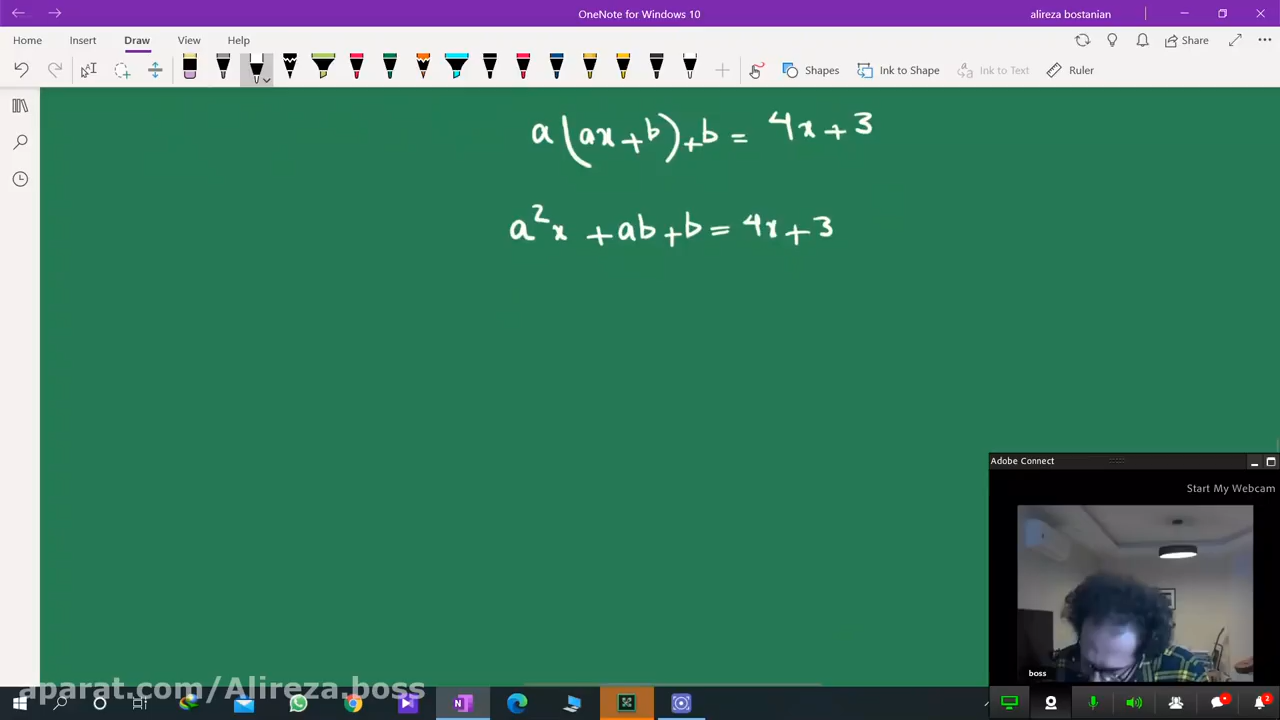 OneNote for Windows 10
alireza bostanian
Home Insert Draw View Help
Share
Shapes
Ink to Shape
Ink to Text
Ruler
a(ax+b)+b = 4x+3
a²x +ab+b = 4x+3
Adobe Connect
Start My Webcam
boss
aparat.com/Alireza.boss
2